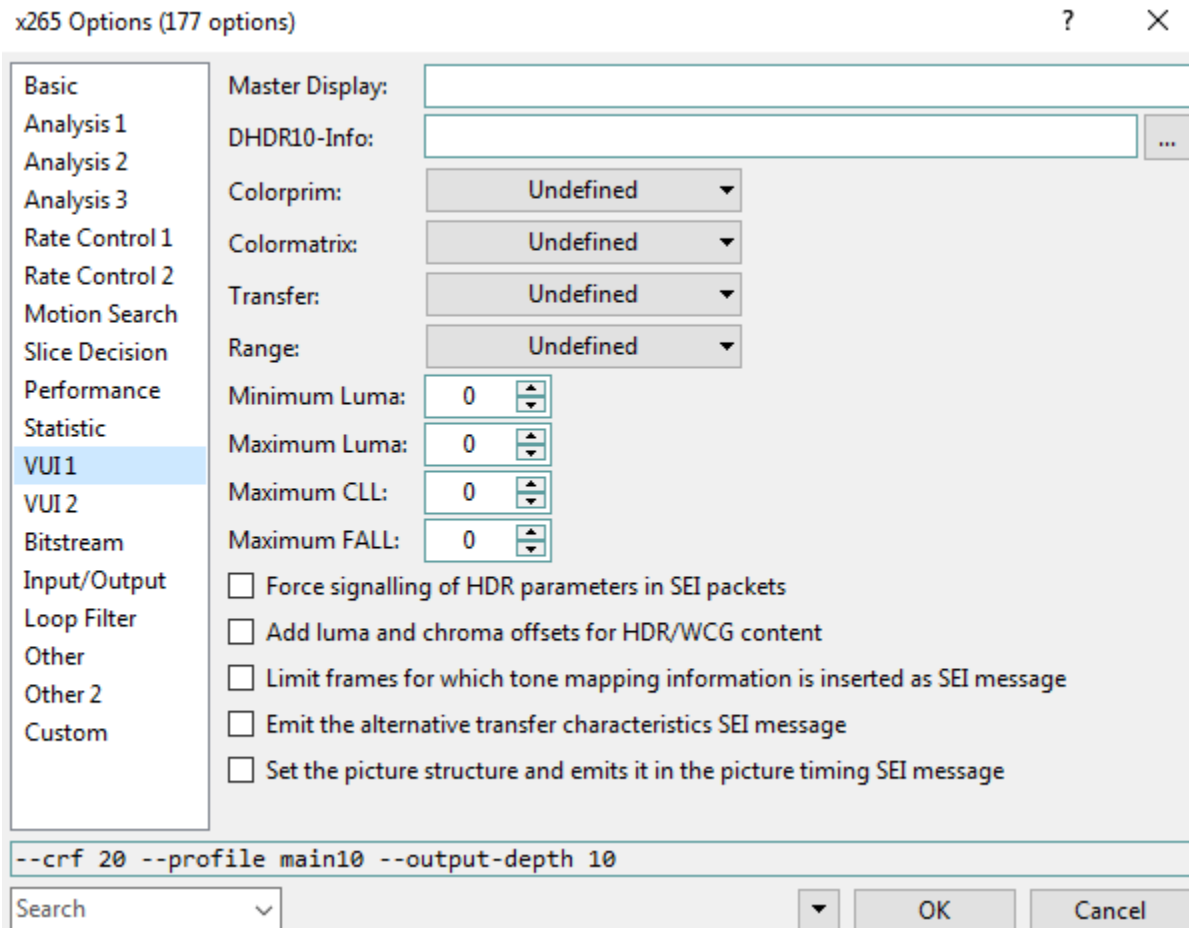 x265 Options (177 options)
?
Basic
Analysis 1
Analysis 2
Analysis 3
Rate Control 1
Rate Control 2
Motion Search
Slice Decision
Performance
Statistic
VUI 1
VUI 2
Bitstream
Input/Output
Loop Filter
Other
Other 2
Custom
Master Display:
DHDR10-Info:
...
Colorprim: Undefined
Colormatrix: Undefined
Transfer: Undefined
Range: Undefined
Minimum Luma: 0
Maximum Luma: 0
Maximum CLL: 0
Maximum FALL: 0
Force signalling of HDR parameters in SEI packets
Add luma and chroma offsets for HDR/WCG content
Limit frames for which tone mapping information is inserted as SEI message
Emit the alternative transfer characteristics SEI message
Set the picture structure and emits it in the picture timing SEI message
--crf 20 --profile main10 --output-depth 10
Search
OK
Cancel